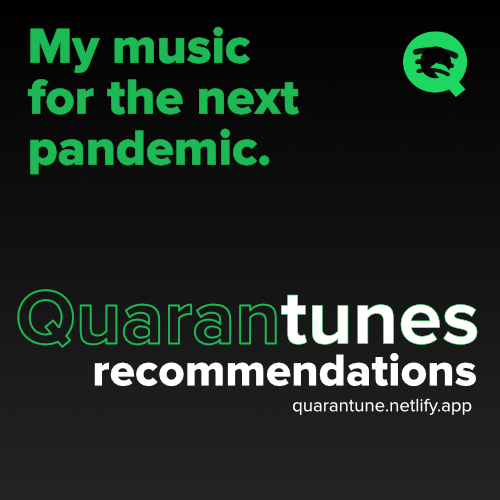 My music
for the next
pandemic.
Quarantunes
recommendations
quarantune.netlify.app